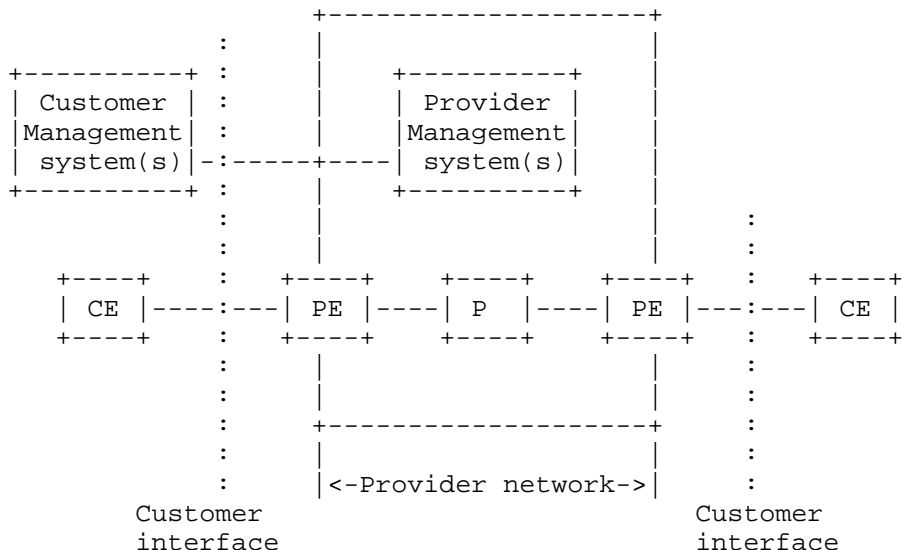 Customer
Management
system(s)
Provider
Management
system(s)
CE
PE
P
PE
CE
<-Provider network->
Customer
interface
Customer
interface